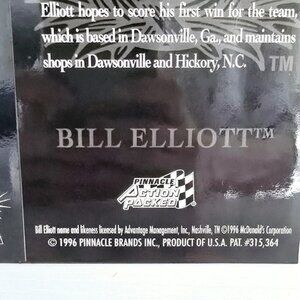 Elliott hopes to score his first win for the team,
which is based in Dawsonville, Ga., and maintains
shops in Dawsonville and Hickory, N.C.
TM
BILL ELLIOTT™
PINNACLE
ACTION
PACKED
Bill Elliott name and likeness licensed by Advantage Management, Inc., Nashville, TN ©1996 McDonald's Corporation
© 1996 PINNACLE BRANDS INC., PRODUCT OF U.S.A. PAT. #315,364